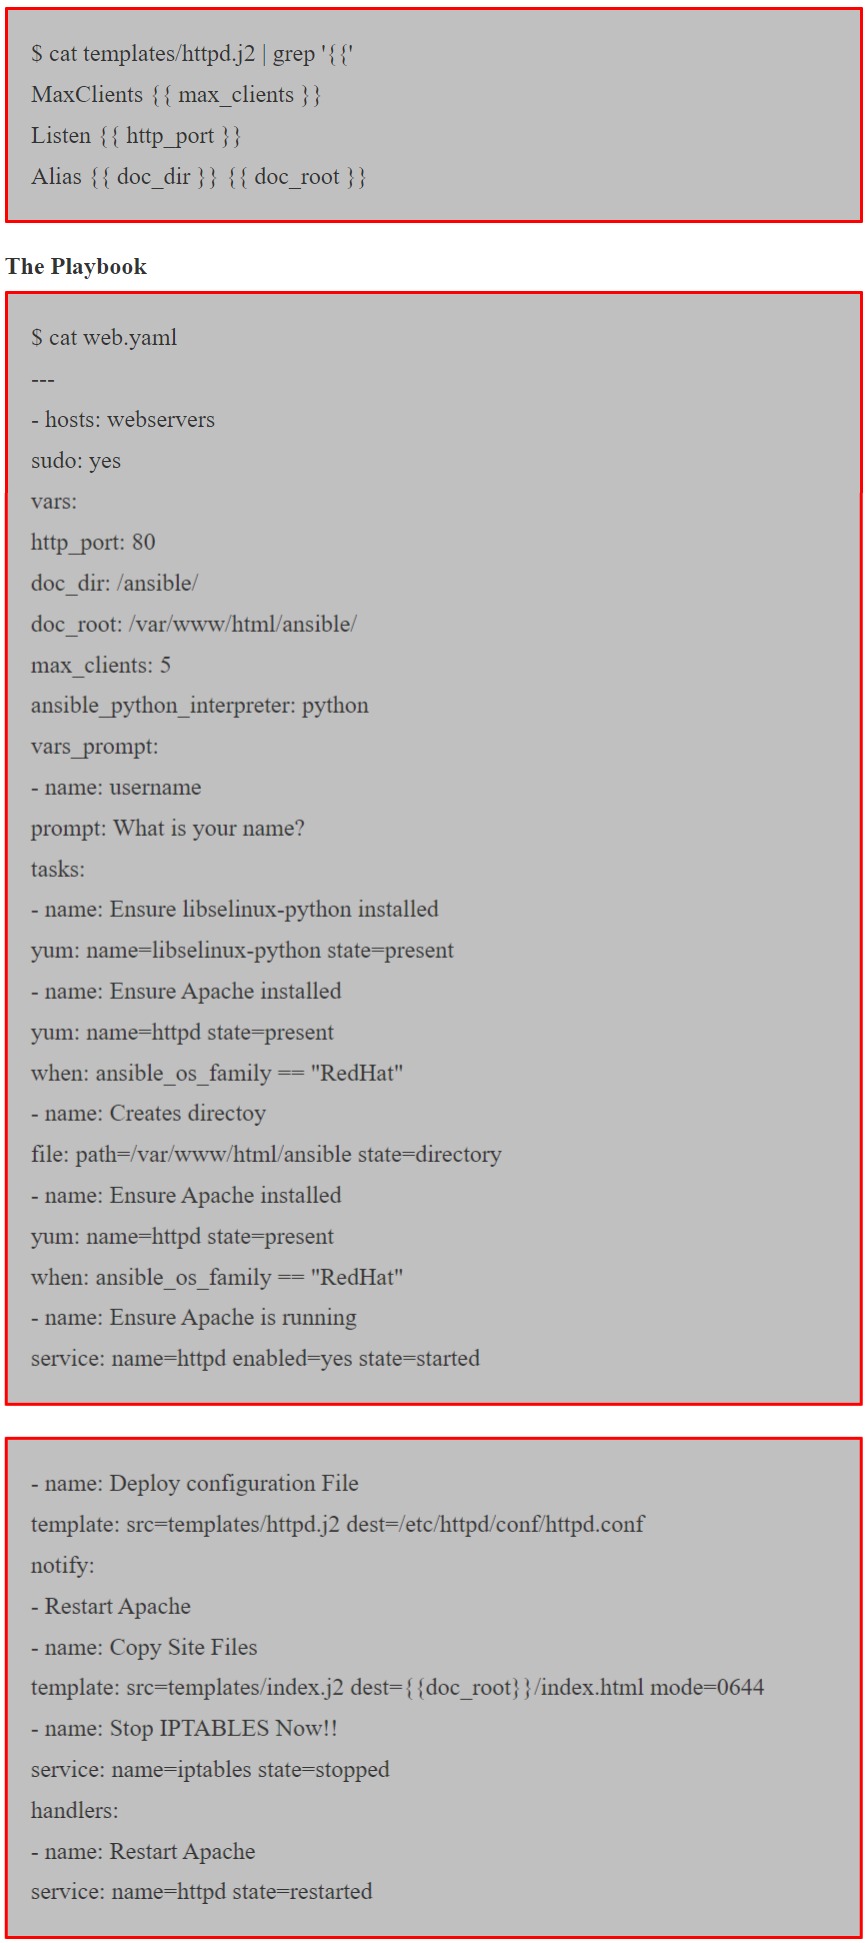 $ cat templates/httpd.j2 | grep '{{'
MaxClients {{ max_clients }}
Listen {{ http_port }}
Alias {{ doc_dir }} {{ doc_root }}
The Playbook
$ cat web.yaml
---
- hosts: webservers
sudo: yes
vars:
http_port: 80
doc_dir: /ansible/
doc_root: /var/www/html/ansible/
max_clients: 5
ansible_python_interpreter: python
vars_prompt:
- name: username
prompt: What is your name?
tasks:
- name: Ensure libselinux-python installed
yum: name=libselinux-python state=present
- name: Ensure Apache installed
yum: name=httpd state=present
when: ansible_os_family == "RedHat"
- name: Creates directoy
file: path=/var/www/html/ansible state=directory
- name: Ensure Apache installed
yum: name=httpd state=present
when: ansible_os_family == "RedHat"
- name: Ensure Apache is running
service: name=httpd enabled=yes state=started
- name: Deploy configuration File
template: src=templates/httpd.j2 dest=/etc/httpd/conf/httpd.conf
notify:
- Restart Apache
- name: Copy Site Files
template: src=templates/index.j2 dest={{doc_root}}/index.html mode=0644
- name: Stop IPTABLES Now!!
service: name=iptables state=stopped
handlers:
- name: Restart Apache
service: name=httpd state=restarted